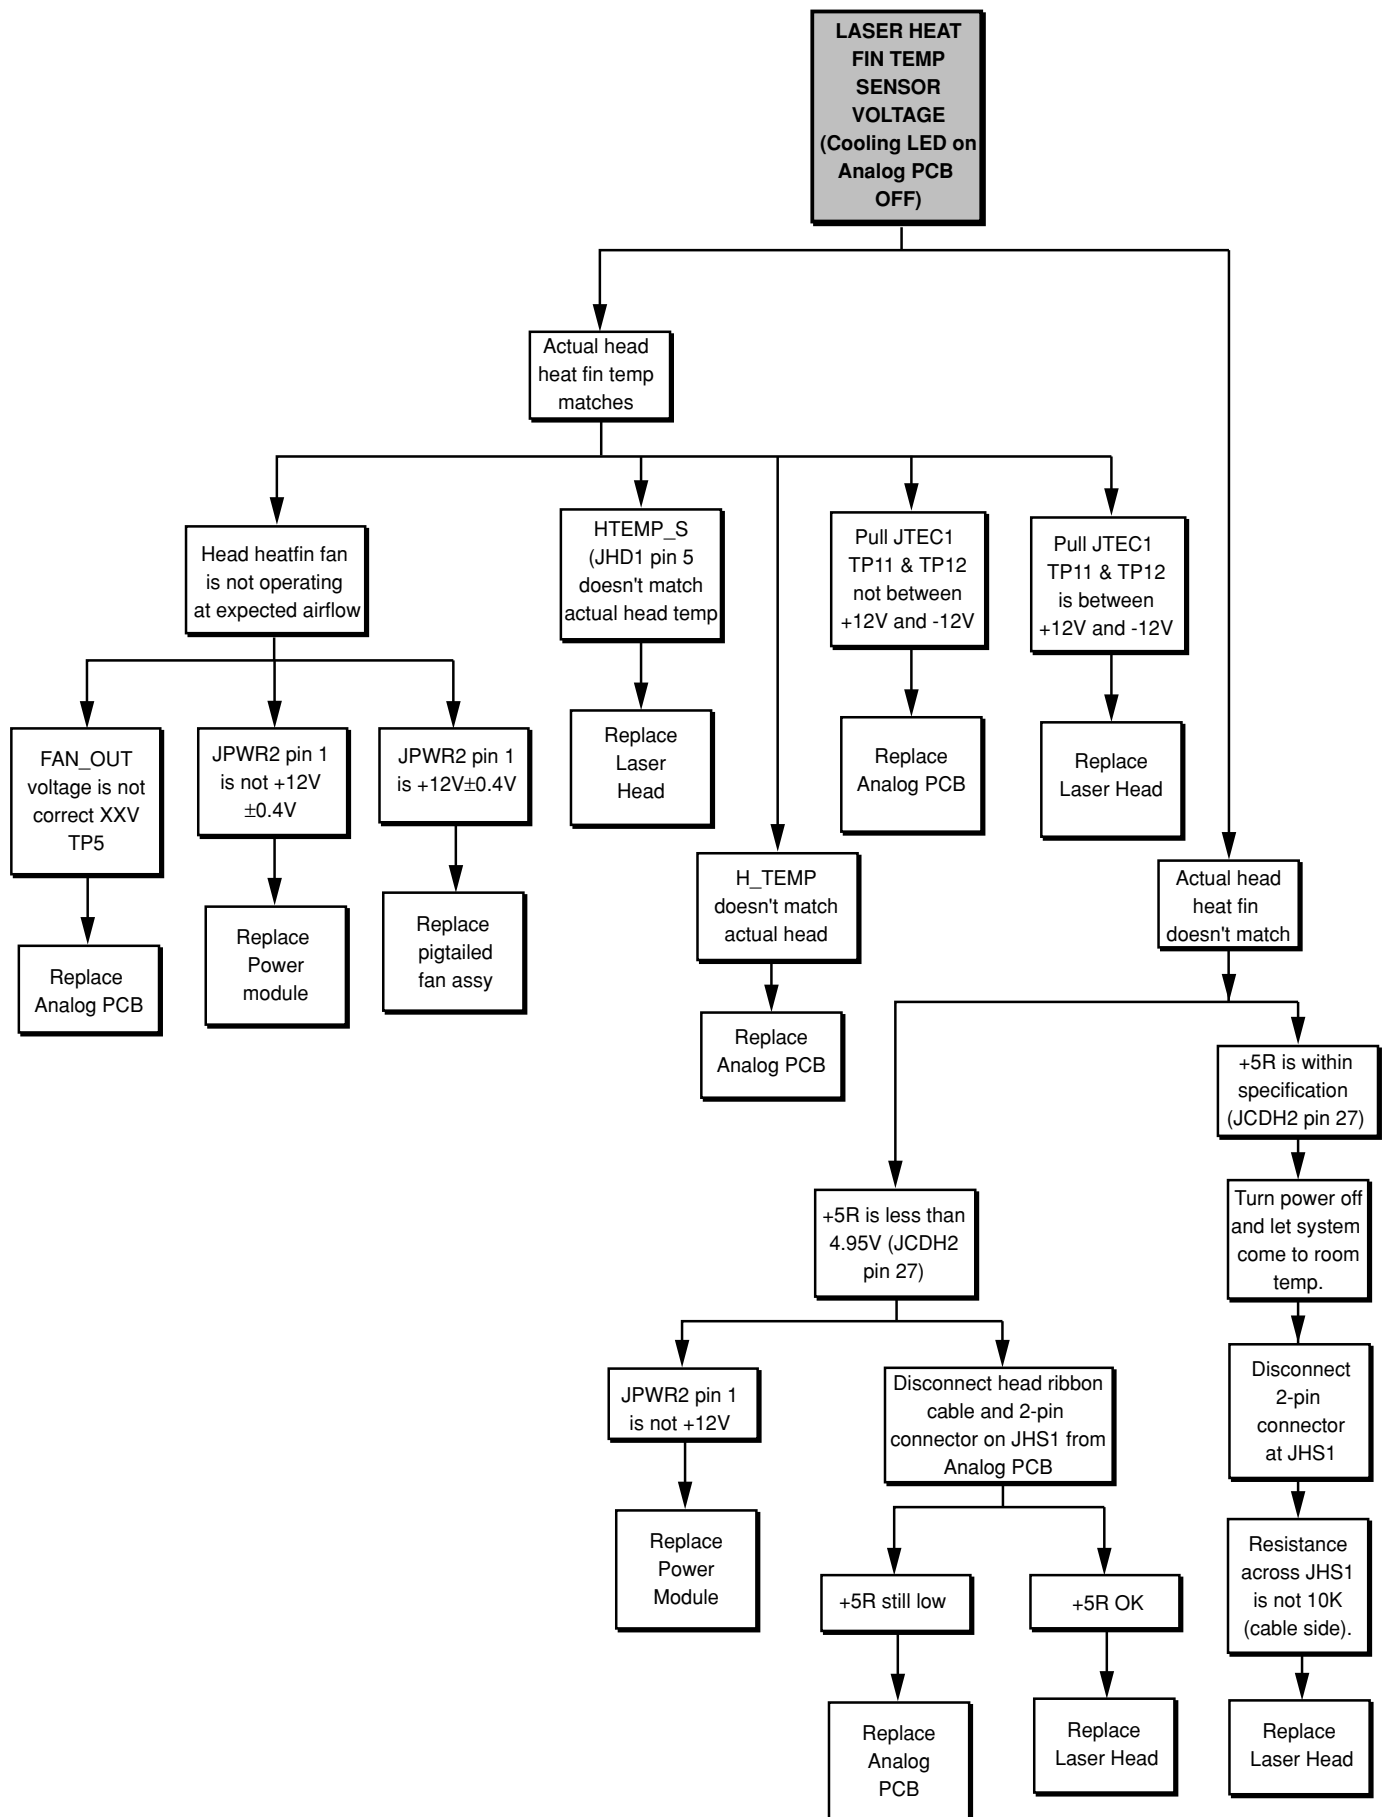 LASER HEAT
FIN TEMP
SENSOR
VOLTAGE
(Cooling LED on
Analog PCB
OFF)
Actual head
heat fin temp
matches
Head heatfin fan
is not operating
at expected airflow
HTEMP_S
(JHD1 pin 5
doesn't match
actual head temp
Pull JTEC1
TP11 & TP12
not between
+12V and -12V
Pull JTEC1
TP11 & TP12
is between
+12V and -12V
FAN_OUT
voltage is not
correct XXV
TP5
JPWR2 pin 1
is not +12V
±0.4V
JPWR2 pin 1
is +12V±0.4V
Replace
Laser
Head
Replace
Analog PCB
Replace
Laser Head
H_TEMP
doesn't match
actual head
Actual head
heat fin
doesn't match
Replace
Analog PCB
Replace
Power
module
Replace
pigtailed
fan assy
Replace
Analog PCB
+5R is within
specification
(JCDH2 pin 27)
+5R is less than
4.95V (JCDH2
pin 27)
Turn power off
and let system
come to room
temp.
JPWR2 pin 1
is not +12V
Disconnect head ribbon
cable and 2-pin
connector on JHS1 from
Analog PCB
Disconnect
2-pin
connector
at JHS1
Replace
Power
Module
+5R still low
+5R OK
Resistance
across JHS1
is not 10K
(cable side).
Replace
Analog
PCB
Replace
Laser Head
Replace
Laser Head